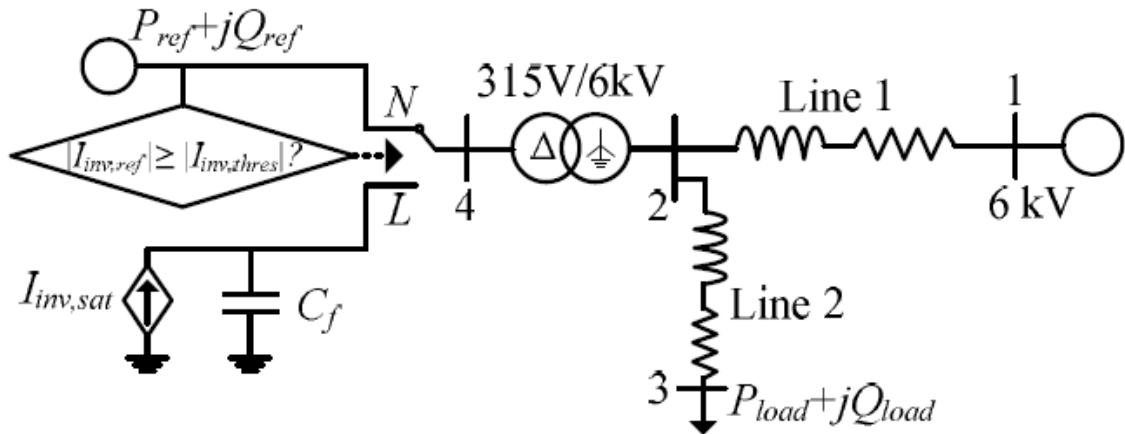 P_ref+jQ_ref
315V/6kV
Line 1
1
N
|I_inv,ref| ≥ |I_inv,thres| ?
Δ
4
2
6 kV
L
I_inv,sat
C_f
Line 2
3
P_load+jQ_load